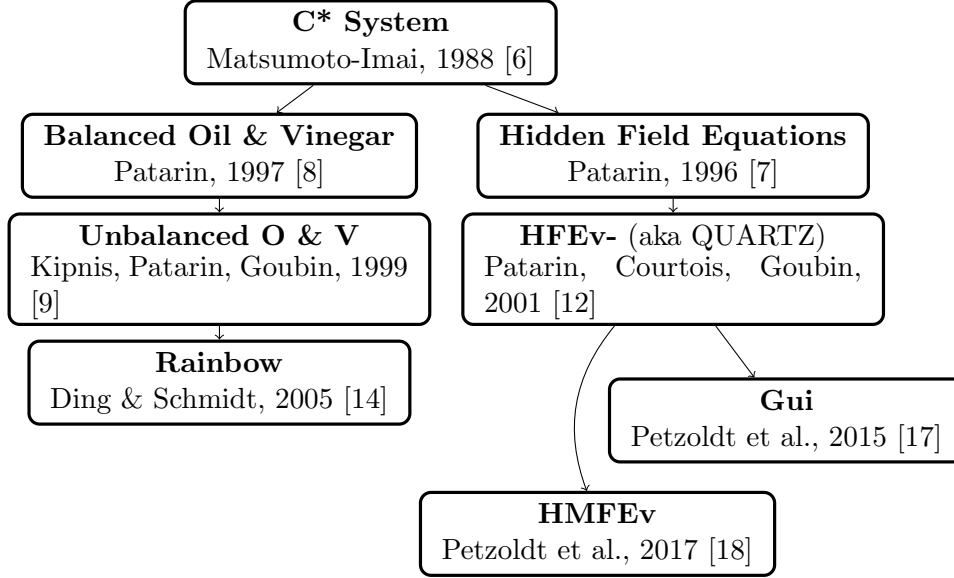 C* System
Matsumoto-Imai, 1988 [6]
Balanced Oil & Vinegar
Patarin, 1997 [8]
Hidden Field Equations
Patarin, 1996 [7]
Unbalanced O & V
Kipnis, Patarin, Goubin, 1999
[9]
HFEv- (aka QUARTZ)
Patarin, Courtois, Goubin,
2001 [12]
Rainbow
Ding & Schmidt, 2005 [14]
Gui
Petzoldt et al., 2015 [17]
HMFEv
Petzoldt et al., 2017 [18]